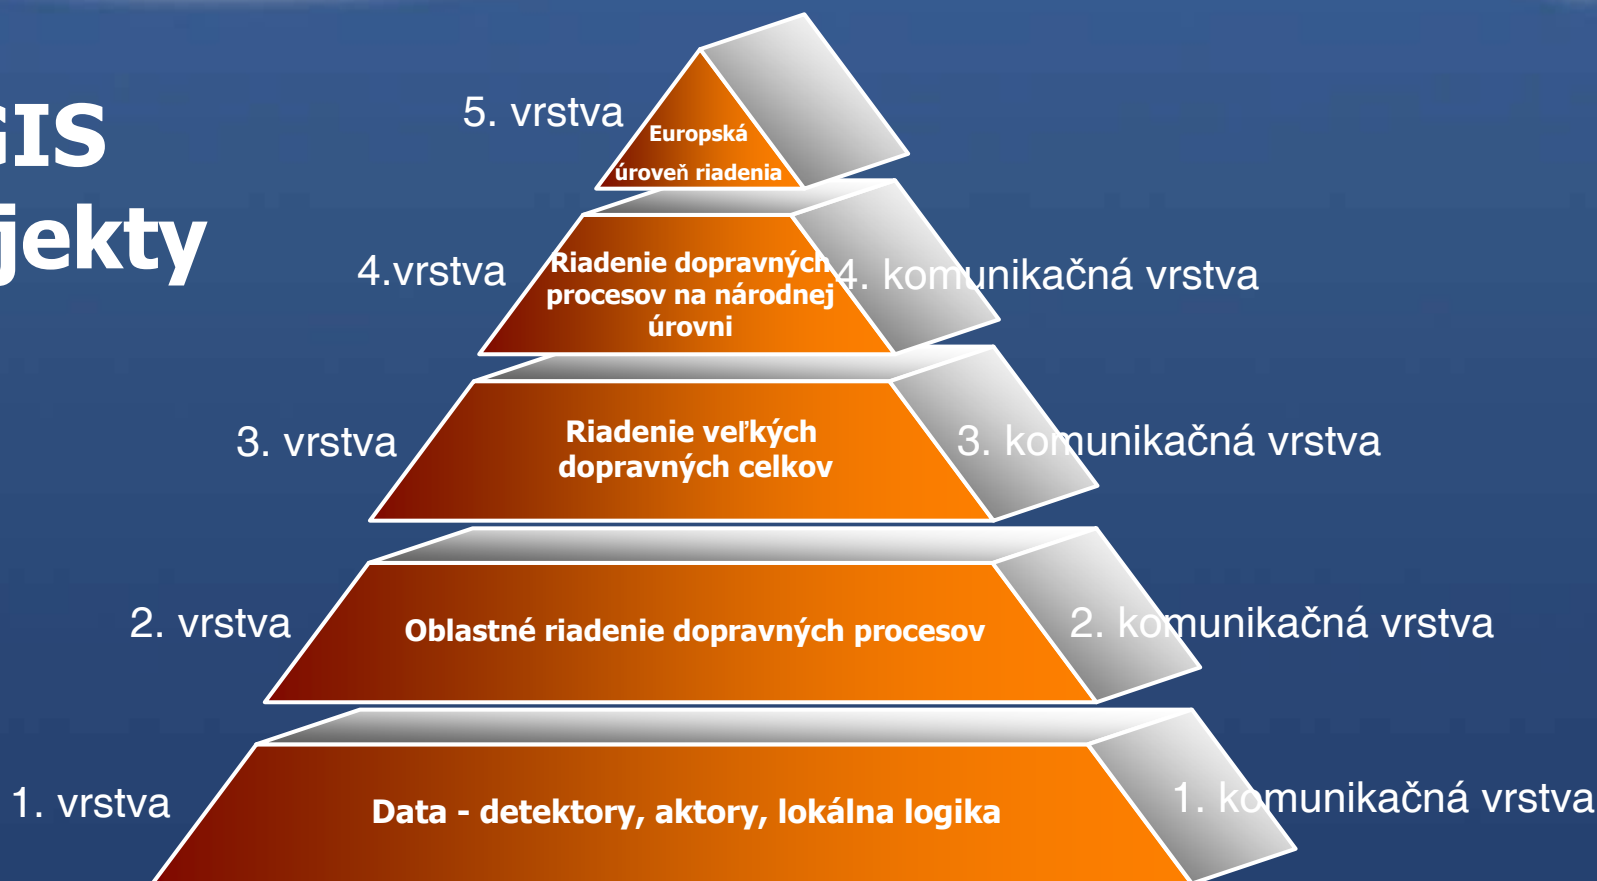 GIS
jekty
5. vrstva
Europská
úroveň riadenia
4.vrstva
Riadenie dopravných
procesov na národnej
úrovni
4. komunikačná vrstva
3. vrstva
Riadenie veľkých
dopravných celkov
3. komunikačná vrstva
2. vrstva
Oblastné riadenie dopravných procesov
2. komunikačná vrstva
1. vrstva
Data - detektory, aktory, lokálna logika
1. komunikačná vrstva